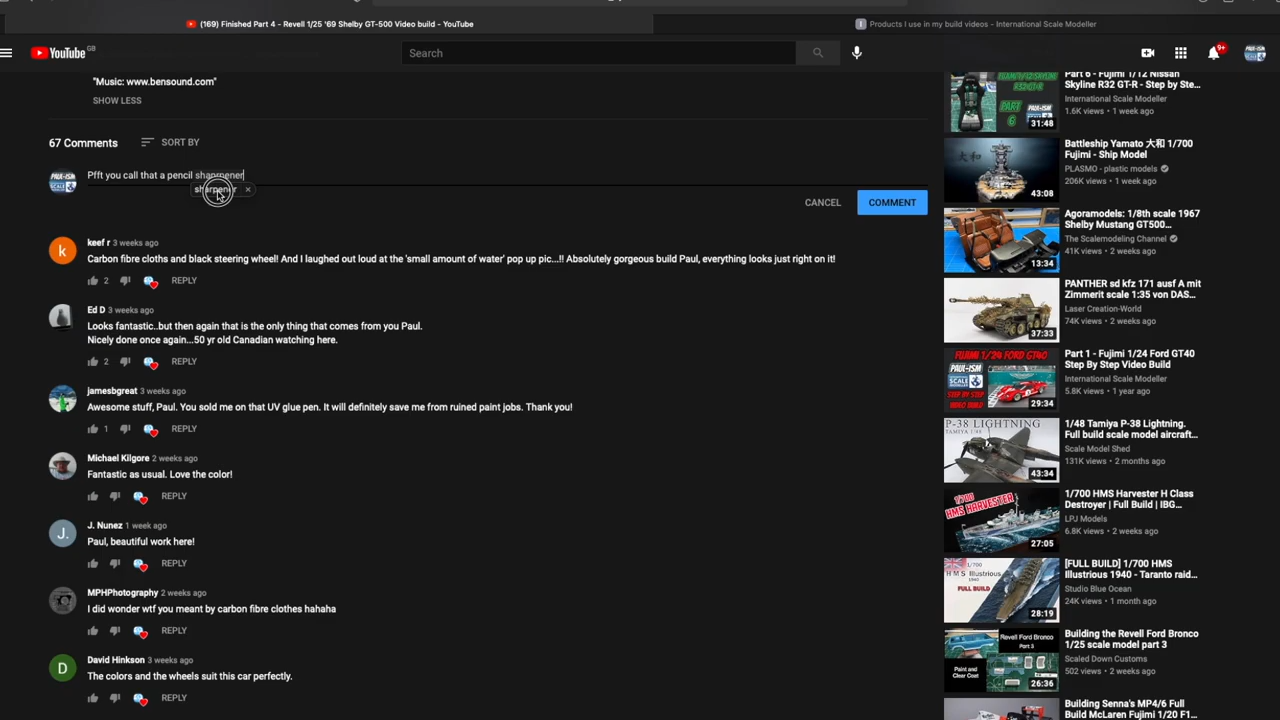 (169) Finished Part 4 - Revell 1/25 '69 Shelby GT-500 Video build - YouTube
Products I use in my build videos - International Scale Modeller
YouTube GB
Search
9+
"Music: www.bensound.com"
SHOW LESS
67 Comments
SORT BY
Pfft you call that a pencil sharpmener
sharpener ×
CANCEL
COMMENT
keef r 3 weeks ago
Carbon fibre cloths and black steering wheel! And I laughed out loud at the 'small amount of water' pop up pic...!! Absolutely gorgeous build Paul, everything looks just right on it!
2
REPLY
Ed D 3 weeks ago
Looks fantastic..but then again that is the only thing that comes from you Paul.
Nicely done once again...50 yr old Canadian watching here.
2
REPLY
jamesbgreat 3 weeks ago
Awesome stuff, Paul. You sold me on that UV glue pen. It will definitely save me from ruined paint jobs. Thank you!
1
REPLY
Michael Kilgore 2 weeks ago
Fantastic as usual. Love the color!
REPLY
J. Nunez 1 week ago
Paul, beautiful work here!
REPLY
MPHPhotography 2 weeks ago
I did wonder wtf you meant by carbon fibre clothes hahaha
REPLY
David Hinkson 3 weeks ago
The colors and the wheels suit this car perfectly.
REPLY
Part 6 - Fujimi 1/12 Nissan
Skyline R32 GT-R - Step by Ste...
International Scale Modeller
1.6K views • 1 week ago
31:48
Battleship Yamato 大和 1/700
Fujimi - Ship Model
PLASMO - plastic models
206K views • 1 week ago
43:08
Agoramodels: 1/8th scale 1967
Shelby Mustang GT500...
The Scalemodeling Channel
41K views • 2 weeks ago
13:34
PANTHER sd kfz 171 ausf A mit
Zimmerit scale 1:35 von DAS...
Laser Creation-World
74K views • 2 weeks ago
37:33
Part 1 - Fujimi 1/24 Ford GT40
Step By Step Video Build
International Scale Modeller
5.8K views • 1 year ago
29:34
1/48 Tamiya P-38 Lightning.
Full build scale model aircraft...
Scale Model Shed
131K views • 2 months ago
43:34
1/700 HMS Harvester H Class
Destroyer | Full Build | IBG...
LPJ Models
6.8K views • 2 weeks ago
27:05
[FULL BUILD] 1/700 HMS
Illustrious 1940 - Taranto raid...
Studio Blue Ocean
24K views • 1 month ago
28:19
Building the Revell Ford Bronco
1/25 scale model part 3
Scaled Down Customs
502 views • 2 weeks ago
26:36
Building Senna's MP4/6 Full
Build McLaren Fujimi 1/20 F1...